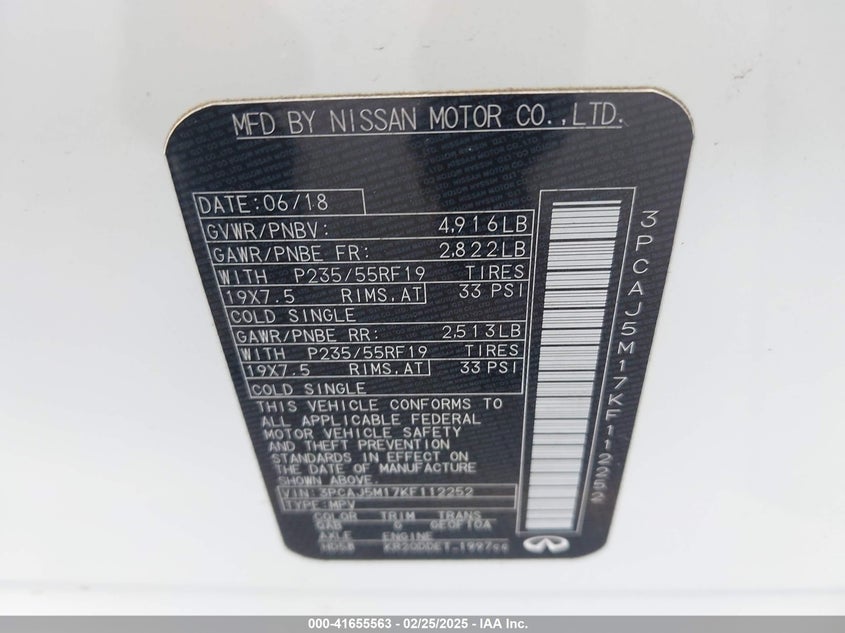 MFD BY NISSAN MOTOR CO.,LTD.
DATE:06/18
GVWR/PNBV: 4,916LB
GAWR/PNBE FR: 2,822LB
WITH P235/55RF19 TIRES
19X7.5 RIMS,AT 33 PSI
COLD SINGLE
GAWR/PNBE RR: 2,513LB
WITH P235/55RF19 TIRES
19X7.5 RIMS,AT 33 PSI
COLD SINGLE
THIS VEHICLE CONFORMS TO
ALL APPLICABLE FEDERAL
MOTOR VEHICLE SAFETY
AND THEFT PREVENTION
STANDARDS IN EFFECT ON
THE DATE OF MANUFACTURE
SHOWN ABOVE.
VIN:3PCAJ5M17KF112252
TYPE:MPV
COLOR TRIM TRANS
QAB G
AXLE ENGINE
KR20DDET-1997cc
3PCAJ5M17KF112252
000-41655563 — 02/25/2025 — IAA Inc.